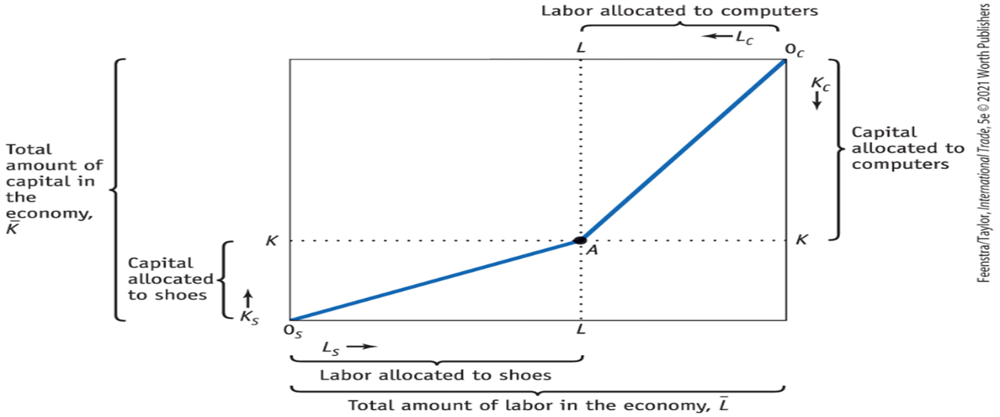 Labor allocated to computers
← L_C
L
0_C
K_C
↓
Total
amount of
capital in
the
economy,
K̄
Capital
allocated to
computers
K
A
K
Capital
allocated
to shoes
↑
K_S
0_S
L
L_S →
Labor allocated to shoes
Total amount of labor in the economy, L̄
Feenstra/Taylor, International Trade, 5e © 2021 Worth Publishers